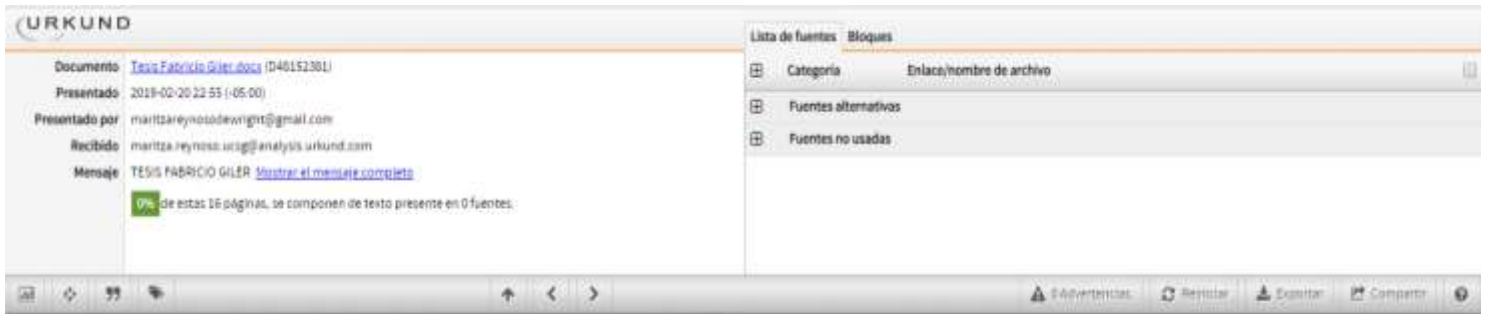 URKUND
Documento Tesis Fabricio Giler.docx (D48152381)
Presentado 2019-02-20 22:55 (-05:00)
Presentado por maritzareynosodewright@gmail.com
Recibido maritza.reynoso.ucsg@analysis.urkund.com
Mensaje TESIS FABRICIO GILER Mostrar el mensaje completo
0% de estas 16 páginas, se componen de texto presente en 0 fuentes.
Lista de fuentes Bloques
Categoría Enlace/nombre de archivo
Fuentes alternativas
Fuentes no usadas
0 Advertencias. Reiniciar Exportar Compartir